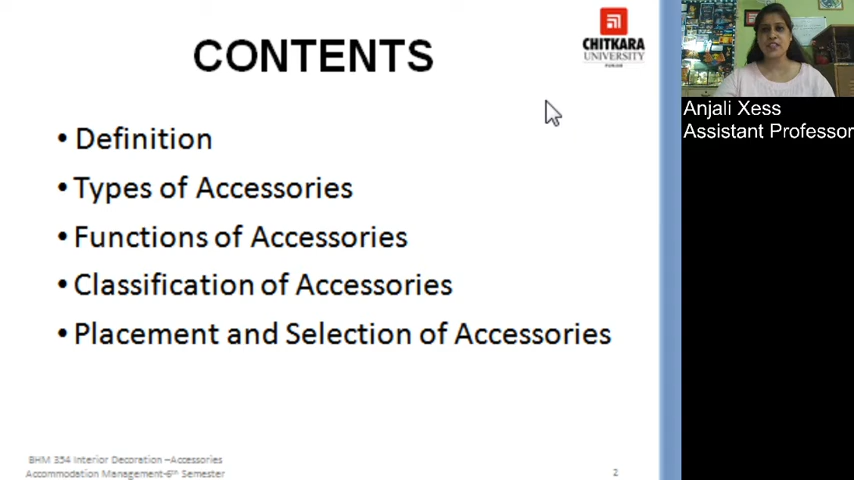 CONTENTS
CHITKARA
UNIVERSITY
PUNJAB
Anjali Xess
Assistant Professor
• Definition
• Types of Accessories
• Functions of Accessories
• Classification of Accessories
• Placement and Selection of Accessories
BHM 354 Interior Decoration –Accessories
Accommodation Management-6th Semester
2